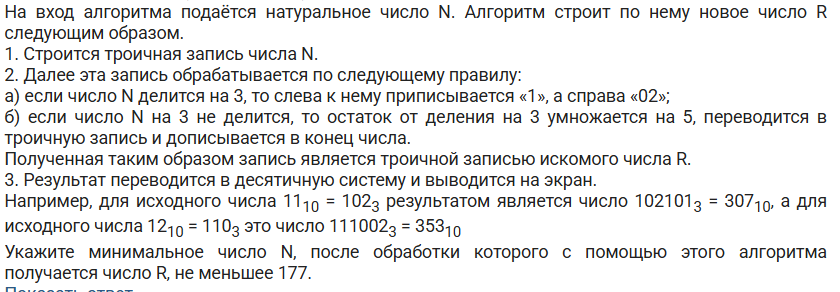 На вход алгоритма подаётся натуральное число N. Алгоритм строит по нему новое число R
следующим образом.
1. Строится троичная запись числа N.
2. Далее эта запись обрабатывается по следующему правилу:
а) если число N делится на 3, то слева к нему приписывается «1», а справа «02»;
б) если число N на 3 не делится, то остаток от деления на 3 умножается на 5, переводится в
троичную запись и дописывается в конец числа.
Полученная таким образом запись является троичной записью искомого числа R.
3. Результат переводится в десятичную систему и выводится на экран.
Например, для исходного числа 11₁₀ = 102₃ результатом является число 102101₃ = 307₁₀, а для
исходного числа 12₁₀ = 110₃ это число 111002₃ = 353₁₀
Укажите минимальное число N, после обработки которого с помощью этого алгоритма
получается число R, не меньшее 177.